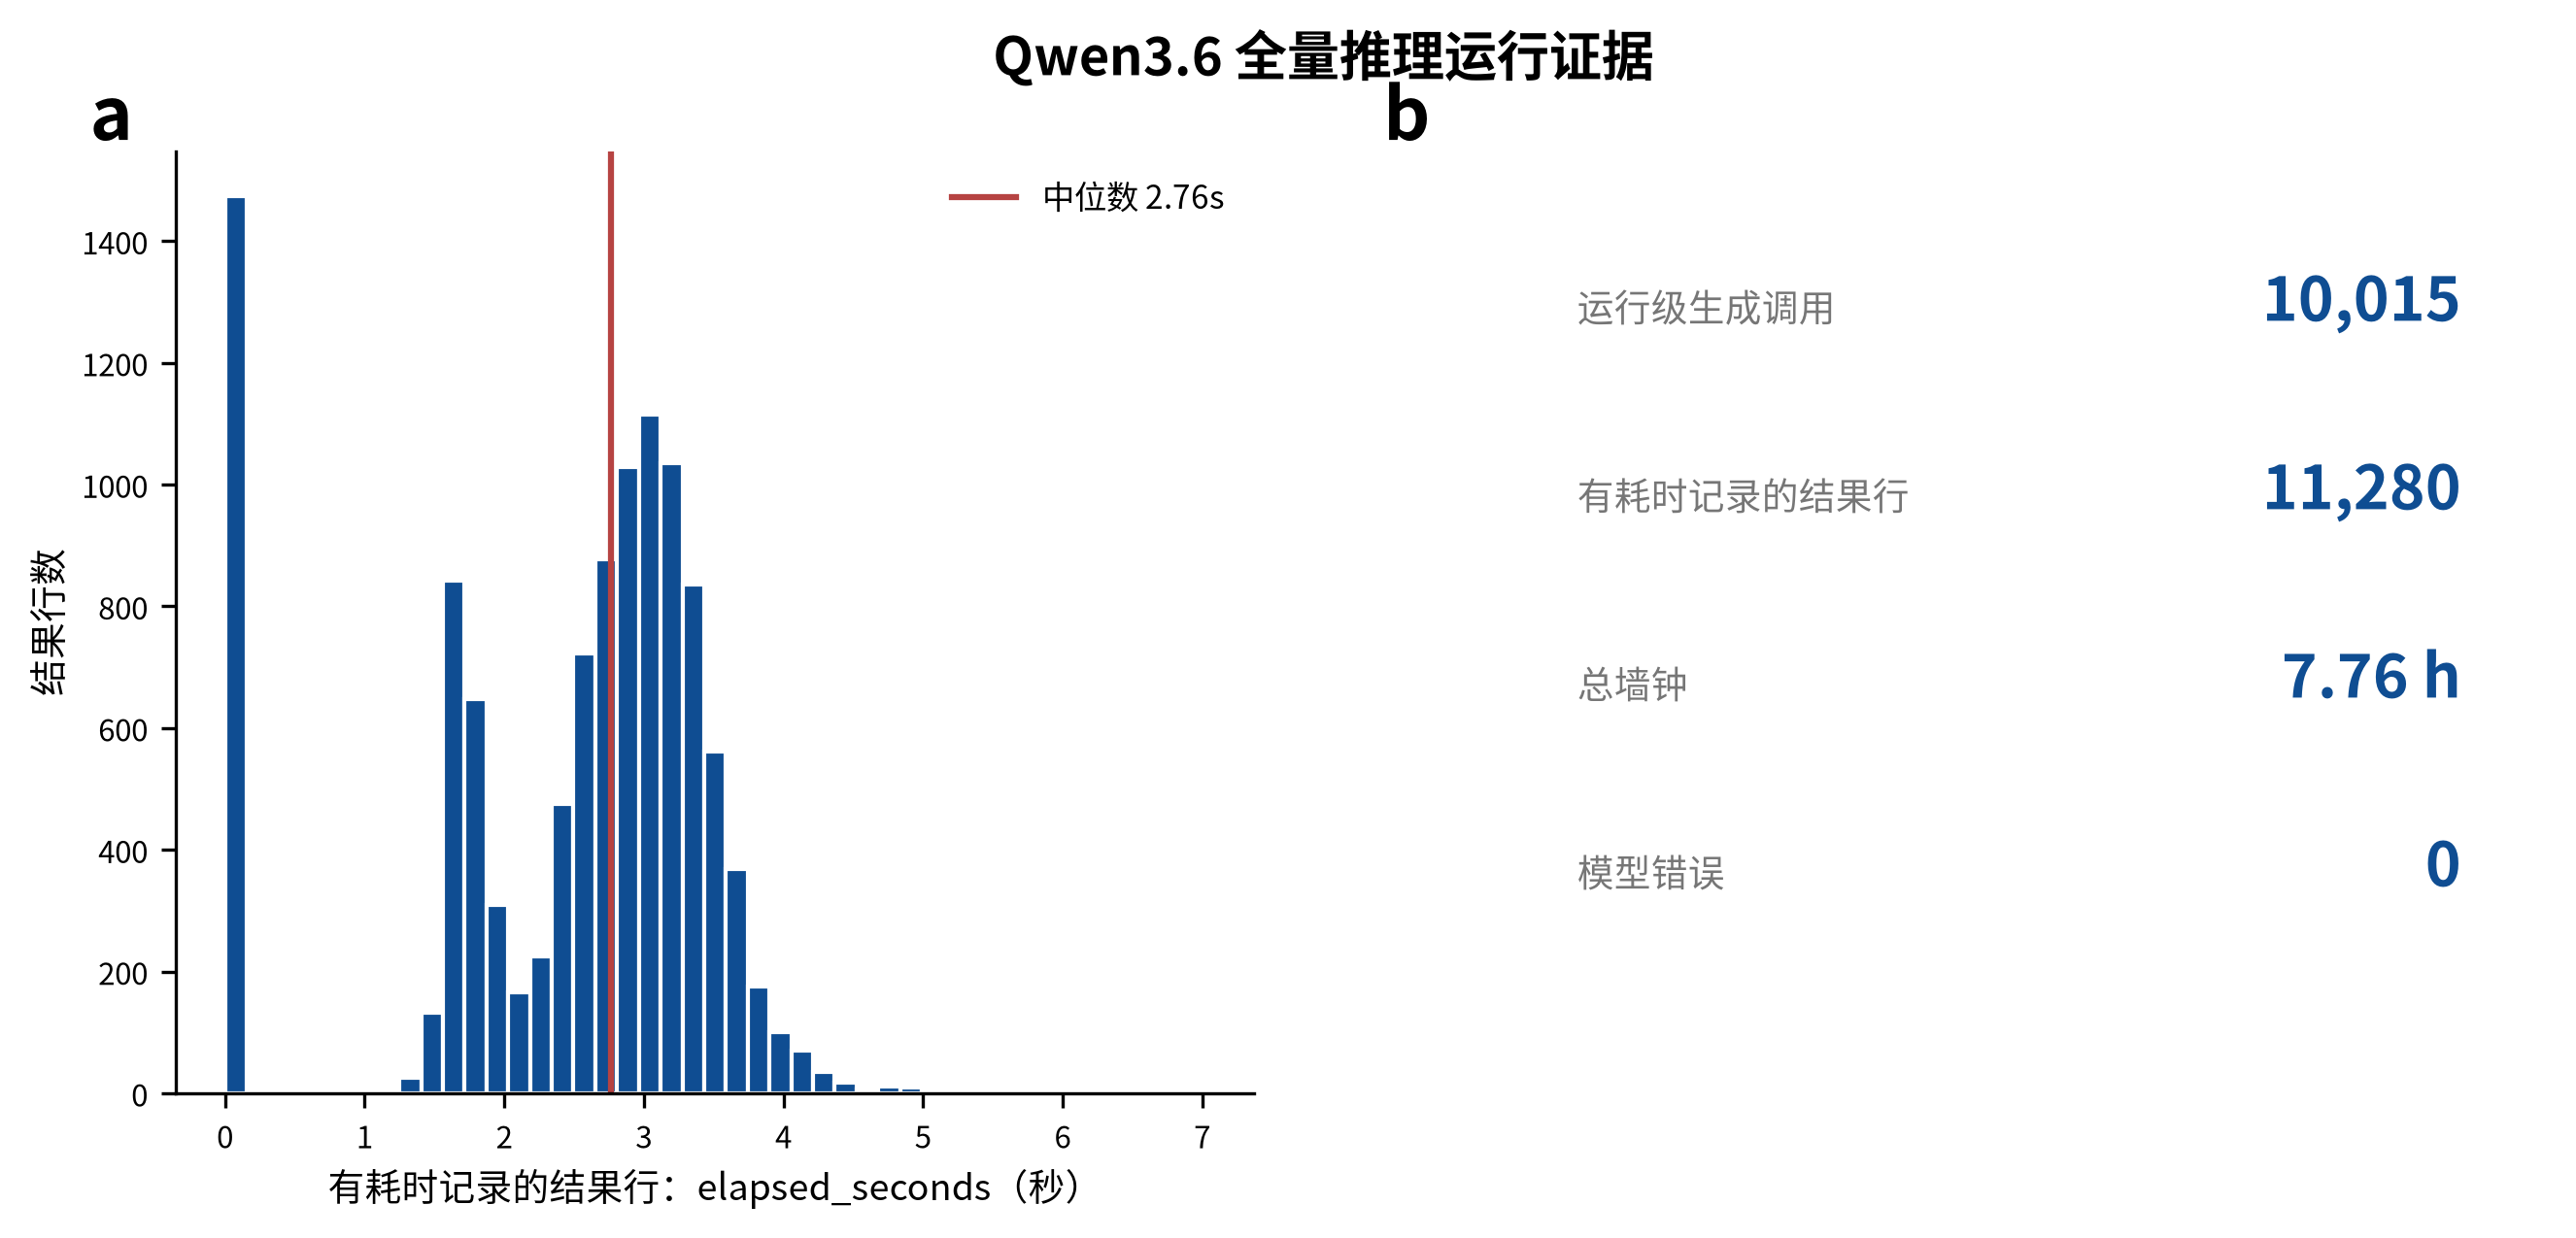 Qwen3.6 全量推理运行证据
a
中位数 2.76s
1400
1200
1000
800
600
400
200
0
结果行数
0 1 2 3 4 5 6 7
有耗时记录的结果行：elapsed_seconds（秒）
b
运行级生成调用 10,015
有耗时记录的结果行 11,280
总墙钟 7.76 h
模型错误 0